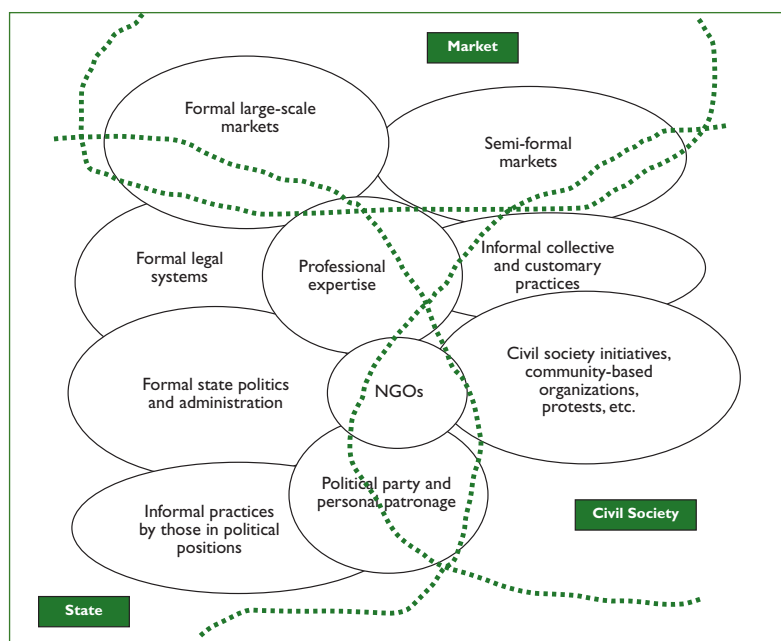 Market
Formal large-scale
markets
Semi-formal
markets
Formal legal
systems
Professional
expertise
Informal collective
and customary
practices
Formal state politics
and administration
NGOs
Civil society initiatives,
community-based
organizations,
protests, etc.
Political party and
personal patronage
Informal practices
by those in political
positions
Civil Society
State